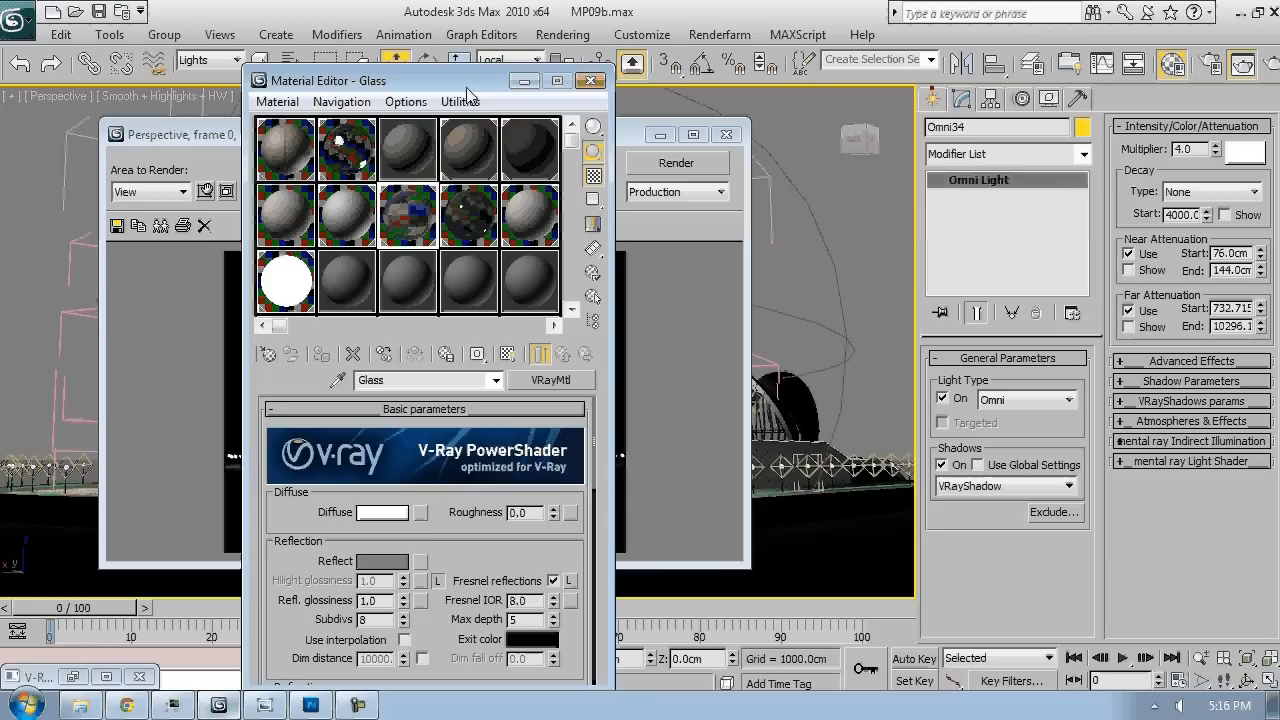 Autodesk 3ds Max 2010 x64 MP09b.max
Type a keyword or phrase
Edit Tools Group Views Create Modifiers Animation Graph Editors Rendering Customize Renderfarm MAXScript Help
Lights
Local
Create Selection Se
[ + ] [ Perspective ] [ Smooth + Highlights + HW ]
Material Editor - Glass
Material Navigation Options Utilities
Perspective, frame 0,
Area to Render:
View
Render
Production
Glass
VRayMtl
Basic parameters
v·ray
V-Ray PowerShader
optimized for V-Ray
Diffuse
Diffuse
Roughness 0.0
Reflection
Reflect
Hilight glossiness 1.0 L
Fresnel reflections L
Refl. glossiness 1.0
Fresnel IOR 8.0
Subdivs 8
Max depth 5
Use interpolation
Exit color
Dim distance 10000.
Dim fall off 0.0
Omni34
Modifier List
Omni Light
General Parameters
Light Type
On Omni
Targeted
Shadows
On Use Global Settings
VRayShadow
Exclude...
Intensity/Color/Attenuation
Multiplier: 4.0
Decay
Type: None
Start: 4000.0 Show
Near Attenuation
Use Start: 76.0cm
Show End: 144.0cm
Far Attenuation
Use Start: 732.715
Show End: 10296.1
Advanced Effects
Shadow Parameters
VRayShadows params
Atmospheres & Effects
mental ray Indirect Illumination
mental ray Light Shader
x y
0 / 100
0 10 20 70 80 90 100
Z: 0.0cm
Grid = 1000.0cm
Add Time Tag
Auto Key Selected
Set Key Key Filters...
0
V-R...
5:16 PM